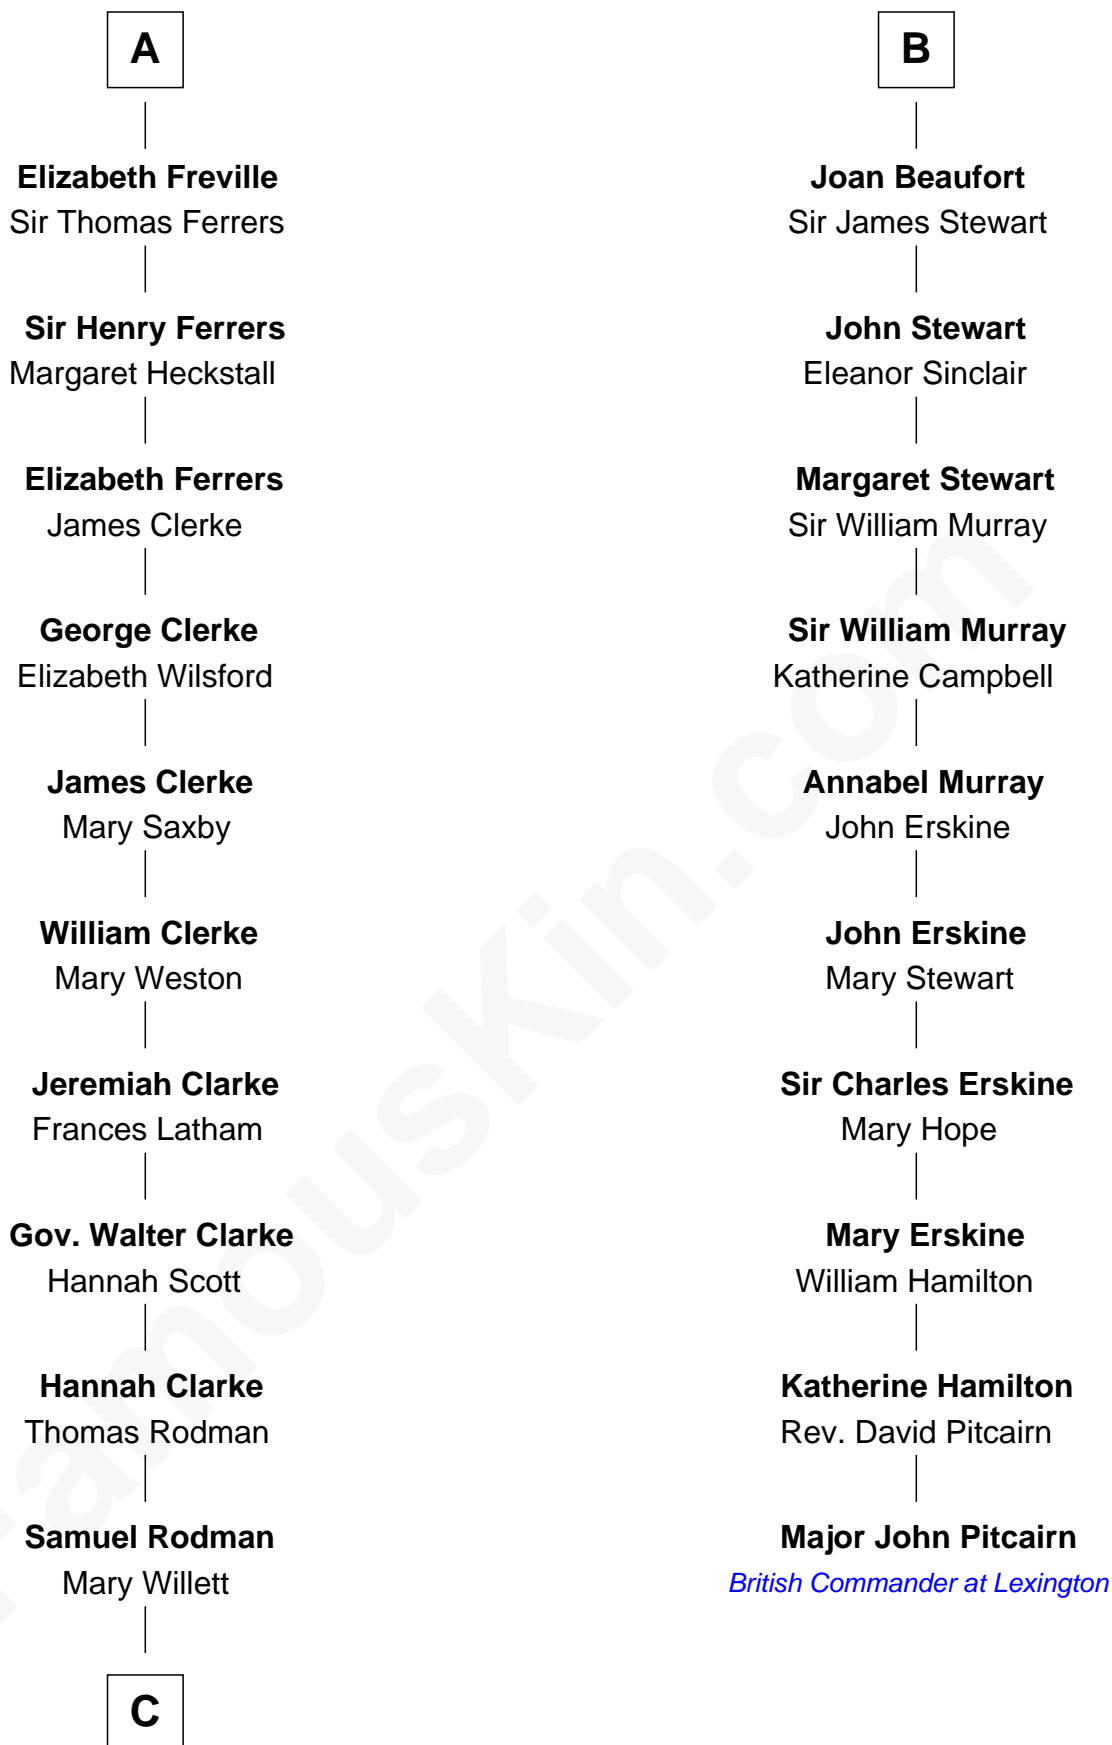 A
Elizabeth Freville
Sir Thomas Ferrers
Sir Henry Ferrers
Margaret Heckstall
Elizabeth Ferrers
James Clerke
George Clerke
Elizabeth Wilsford
James Clerke
Mary Saxby
William Clerke
Mary Weston
Jeremiah Clarke
Frances Latham
Gov. Walter Clarke
Hannah Scott
Hannah Clarke
Thomas Rodman
Samuel Rodman
Mary Willett
C
B
Joan Beaufort
Sir James Stewart
John Stewart
Eleanor Sinclair
Margaret Stewart
Sir William Murray
Sir William Murray
Katherine Campbell
Annabel Murray
John Erskine
John Erskine
Mary Stewart
Sir Charles Erskine
Mary Hope
Mary Erskine
William Hamilton
Katherine Hamilton
Rev. David Pitcairn
Major John Pitcairn
British Commander at Lexington
FamousKin.com